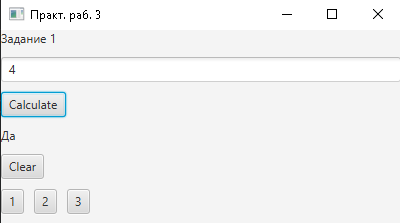 Практ. раб. 3
Задание 1
4
Calculate
Да
Clear
1 2 3